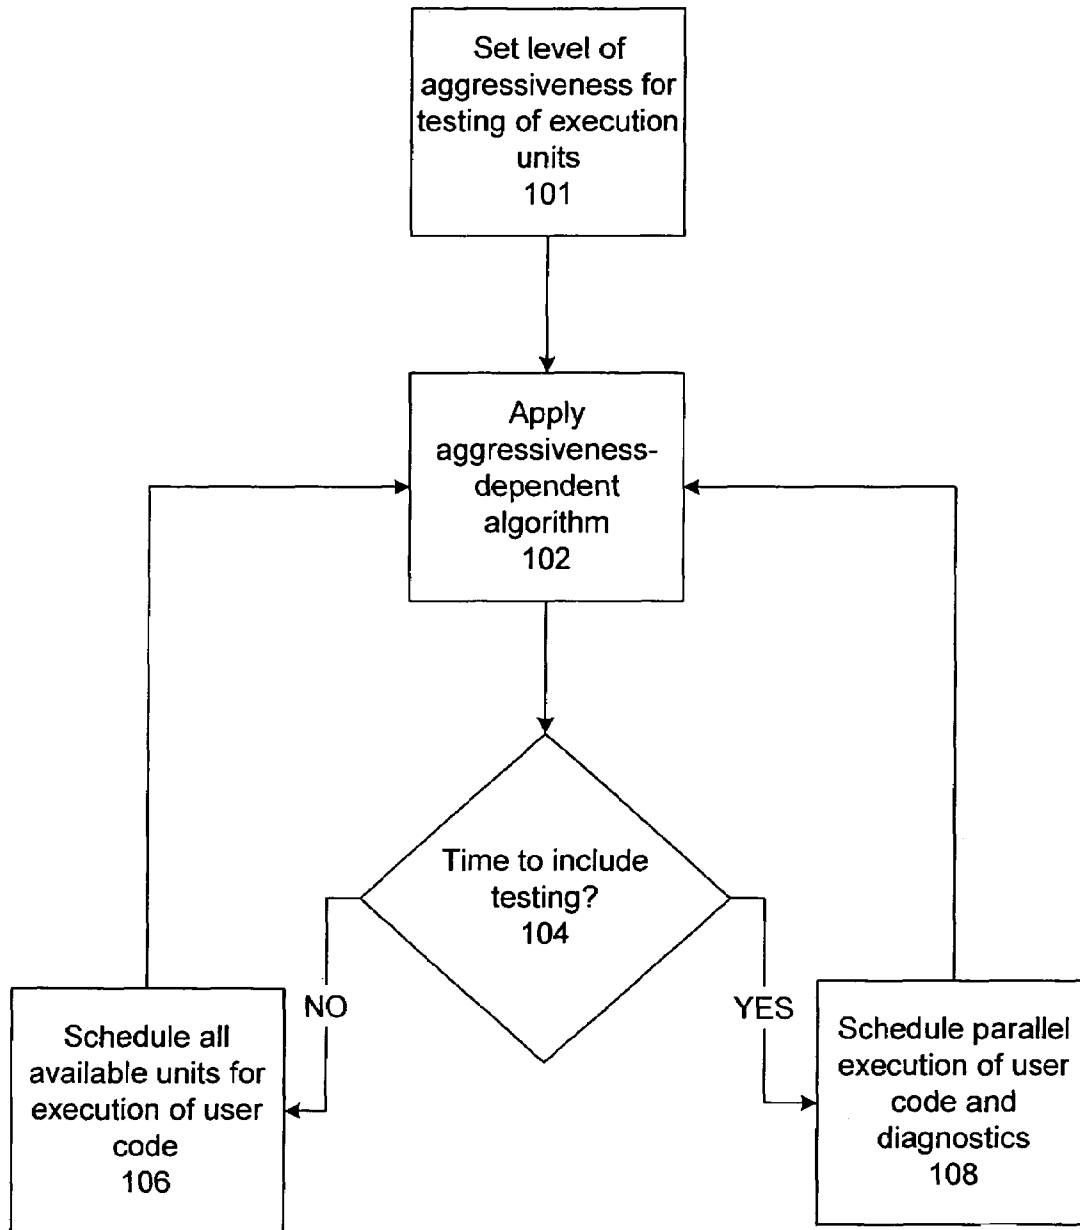 Set level of
aggressiveness for
testing of execution
units
101
Apply
aggressiveness-
dependent
algorithm
102
Time to include
testing?
104
NO
YES
Schedule all
available units for
execution of user
code
106
Schedule parallel
execution of user
code and
diagnostics
108